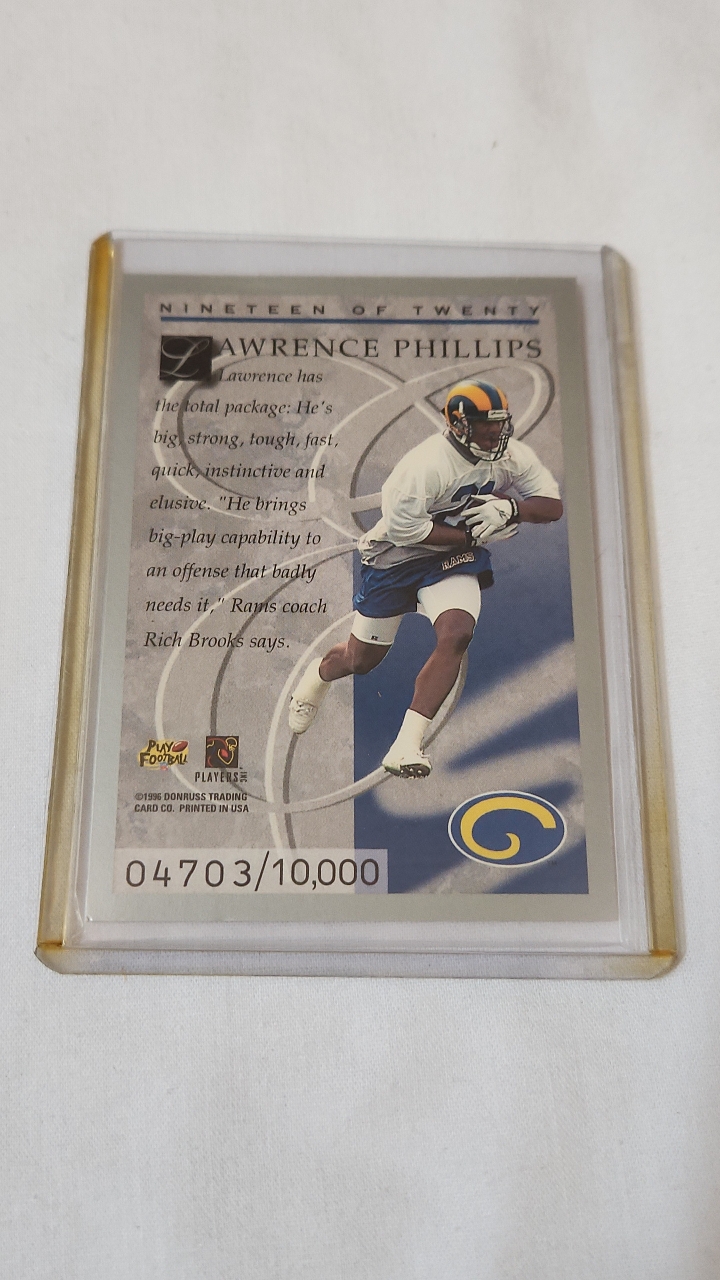 NINETEEN OF TWENTY
LAWRENCE PHILLIPS
Lawrence has
the total package: He's
big, strong, tough, fast,
quick, instinctive and
elusive. "He brings
big-play capability to
an offense that badly
needs it," Rams coach
Rich Brooks says.
RAMS
PLAY
FOOTBALL
PLAYERS INC
©1996 DONRUSS TRADING
CARD CO. PRINTED IN USA
04703/10,000